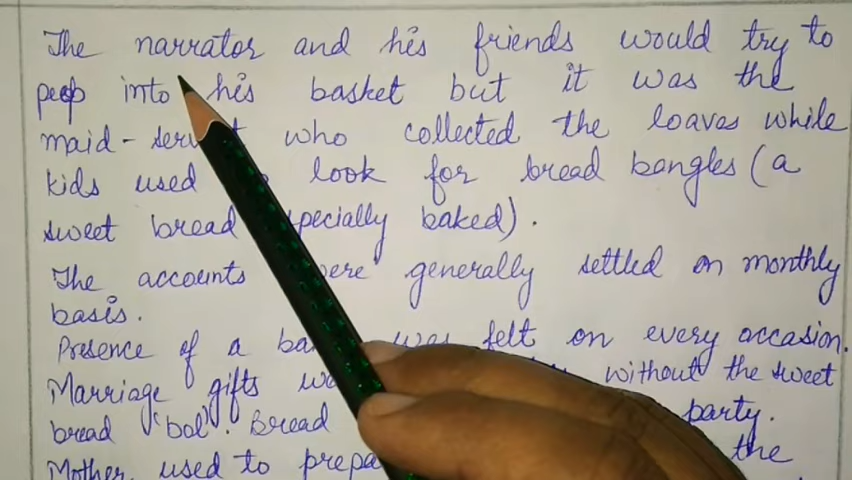 The narrator and his friends would try to
peep into his basket but it was the
maid - who collected the loaves while
kids used look for bread bangles (a
sweet bread specially baked).
The accounts were generally settled on monthly
basis.
Presence of a was felt on every occasion.
Marriage gifts without the sweet
bread 'bol'. Bread party.
Mother used to the